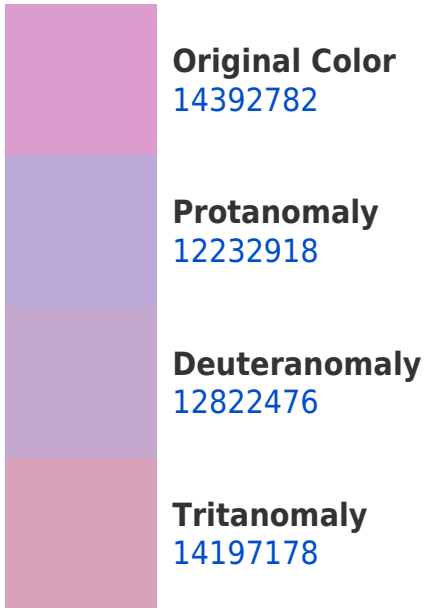 Original Color
14392782
Protanomaly
12232918
Deuteranomaly
12822476
Tritanomaly
14197178